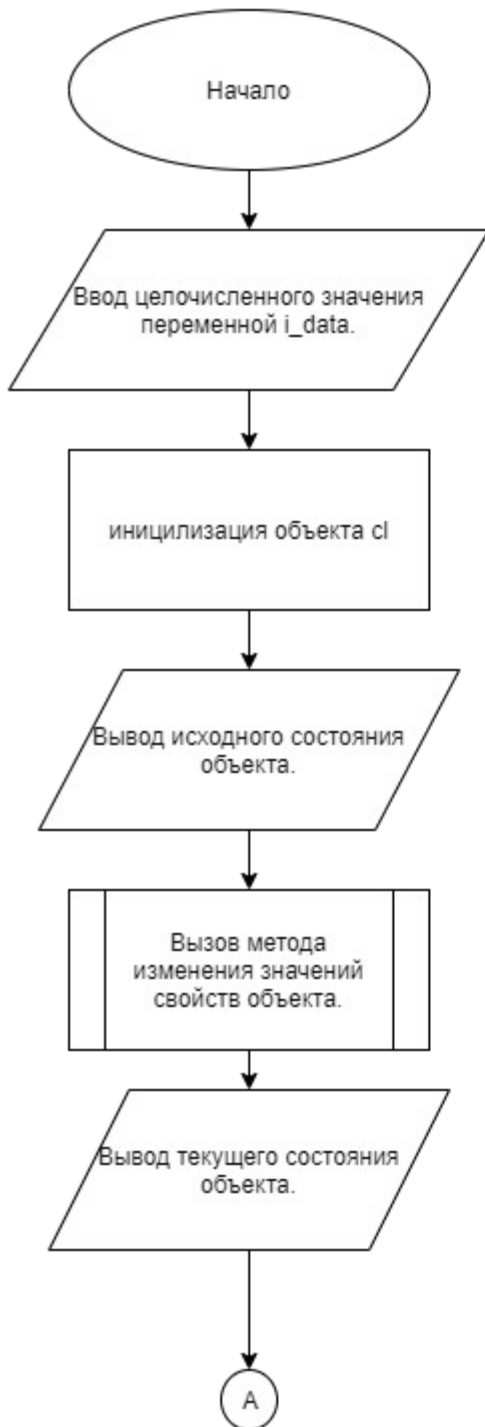 Начало
Ввод целочисленного значения
переменной i_data.
иницилизация объекта cl
Вывод исходного состояния
объекта.
Вызов метода
изменения значений
свойств объекта.
Вывод текущего состояния
объекта.
A